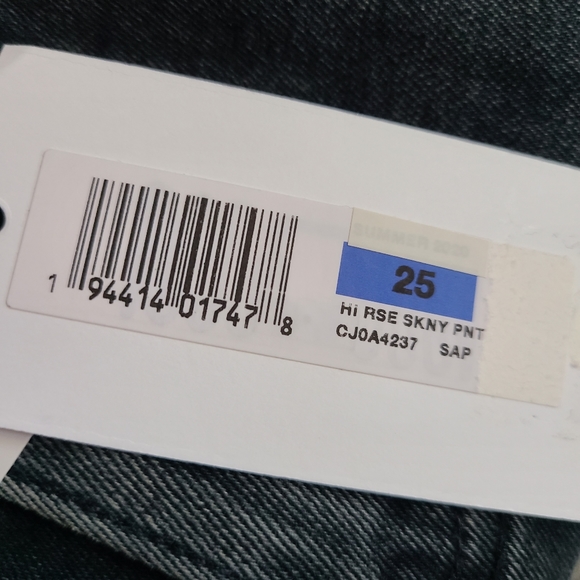 25
HI RSE SKNY PNT
CJ0A4237 SAP
1 94414 01747 8